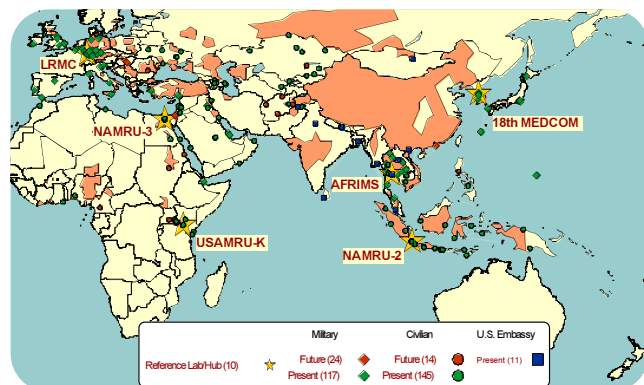 LRMC
18th MEDCOM
NAMRU-3
AFRIMS
USAMRU-K
NAMRU-2
Military Civilian U.S. Embassy
Reference Lab/Hub (10) Future (24) Future (14) Present (11)
Present (117) Present (145)